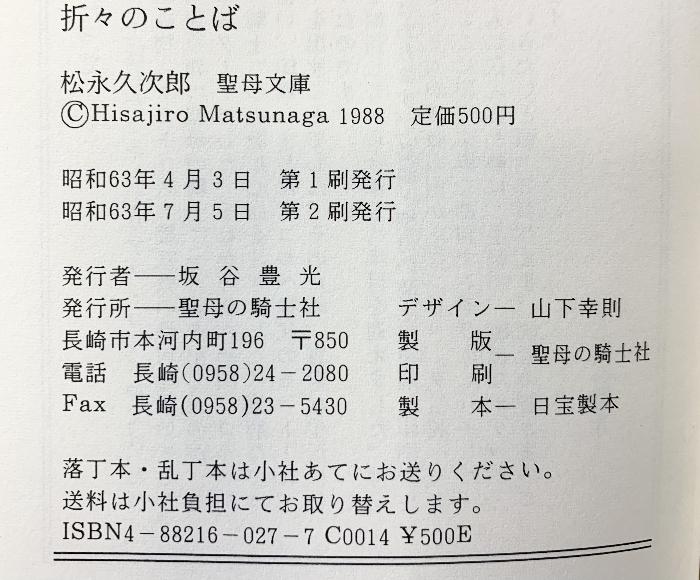 折々のことば
松永久次郎　聖母文庫
©Hisajiro Matsunaga 1988　定価500円
昭和63年4月3日　第1刷発行
昭和63年7月5日　第2刷発行
発行者──坂谷豊光
発行所──聖母の騎士社
長崎市本河内町196　〒850
電話　長崎(0958)24－2080
Fax　長崎(0958)23－5430
デザイン─　山下幸則
製版
印刷─　聖母の騎士社
製本─　日宝製本
落丁本・乱丁本は小社あてにお送りください。
送料は小社負担にてお取り替えします。
ISBN4－88216－027－7 C0014 ¥500E